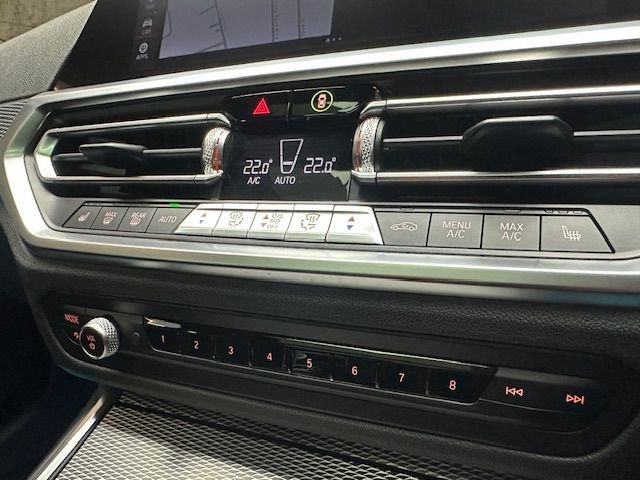 CAR
APPS
22.0° 22.0°
A/C AUTO
MAX REAR AUTO OFF MENU A/C MAX A/C
MODE
VOL
1 2 3 4 5 6 7 8